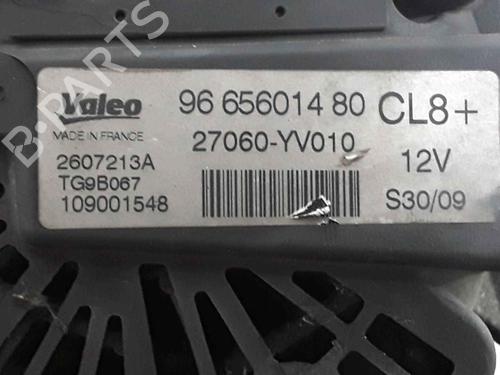 Valeo
MADE IN FRANCE
96 656014 80
CL8+
27060-YV010
12V
2607213A
TG9B067
109001548
S30/09
B-PARTS